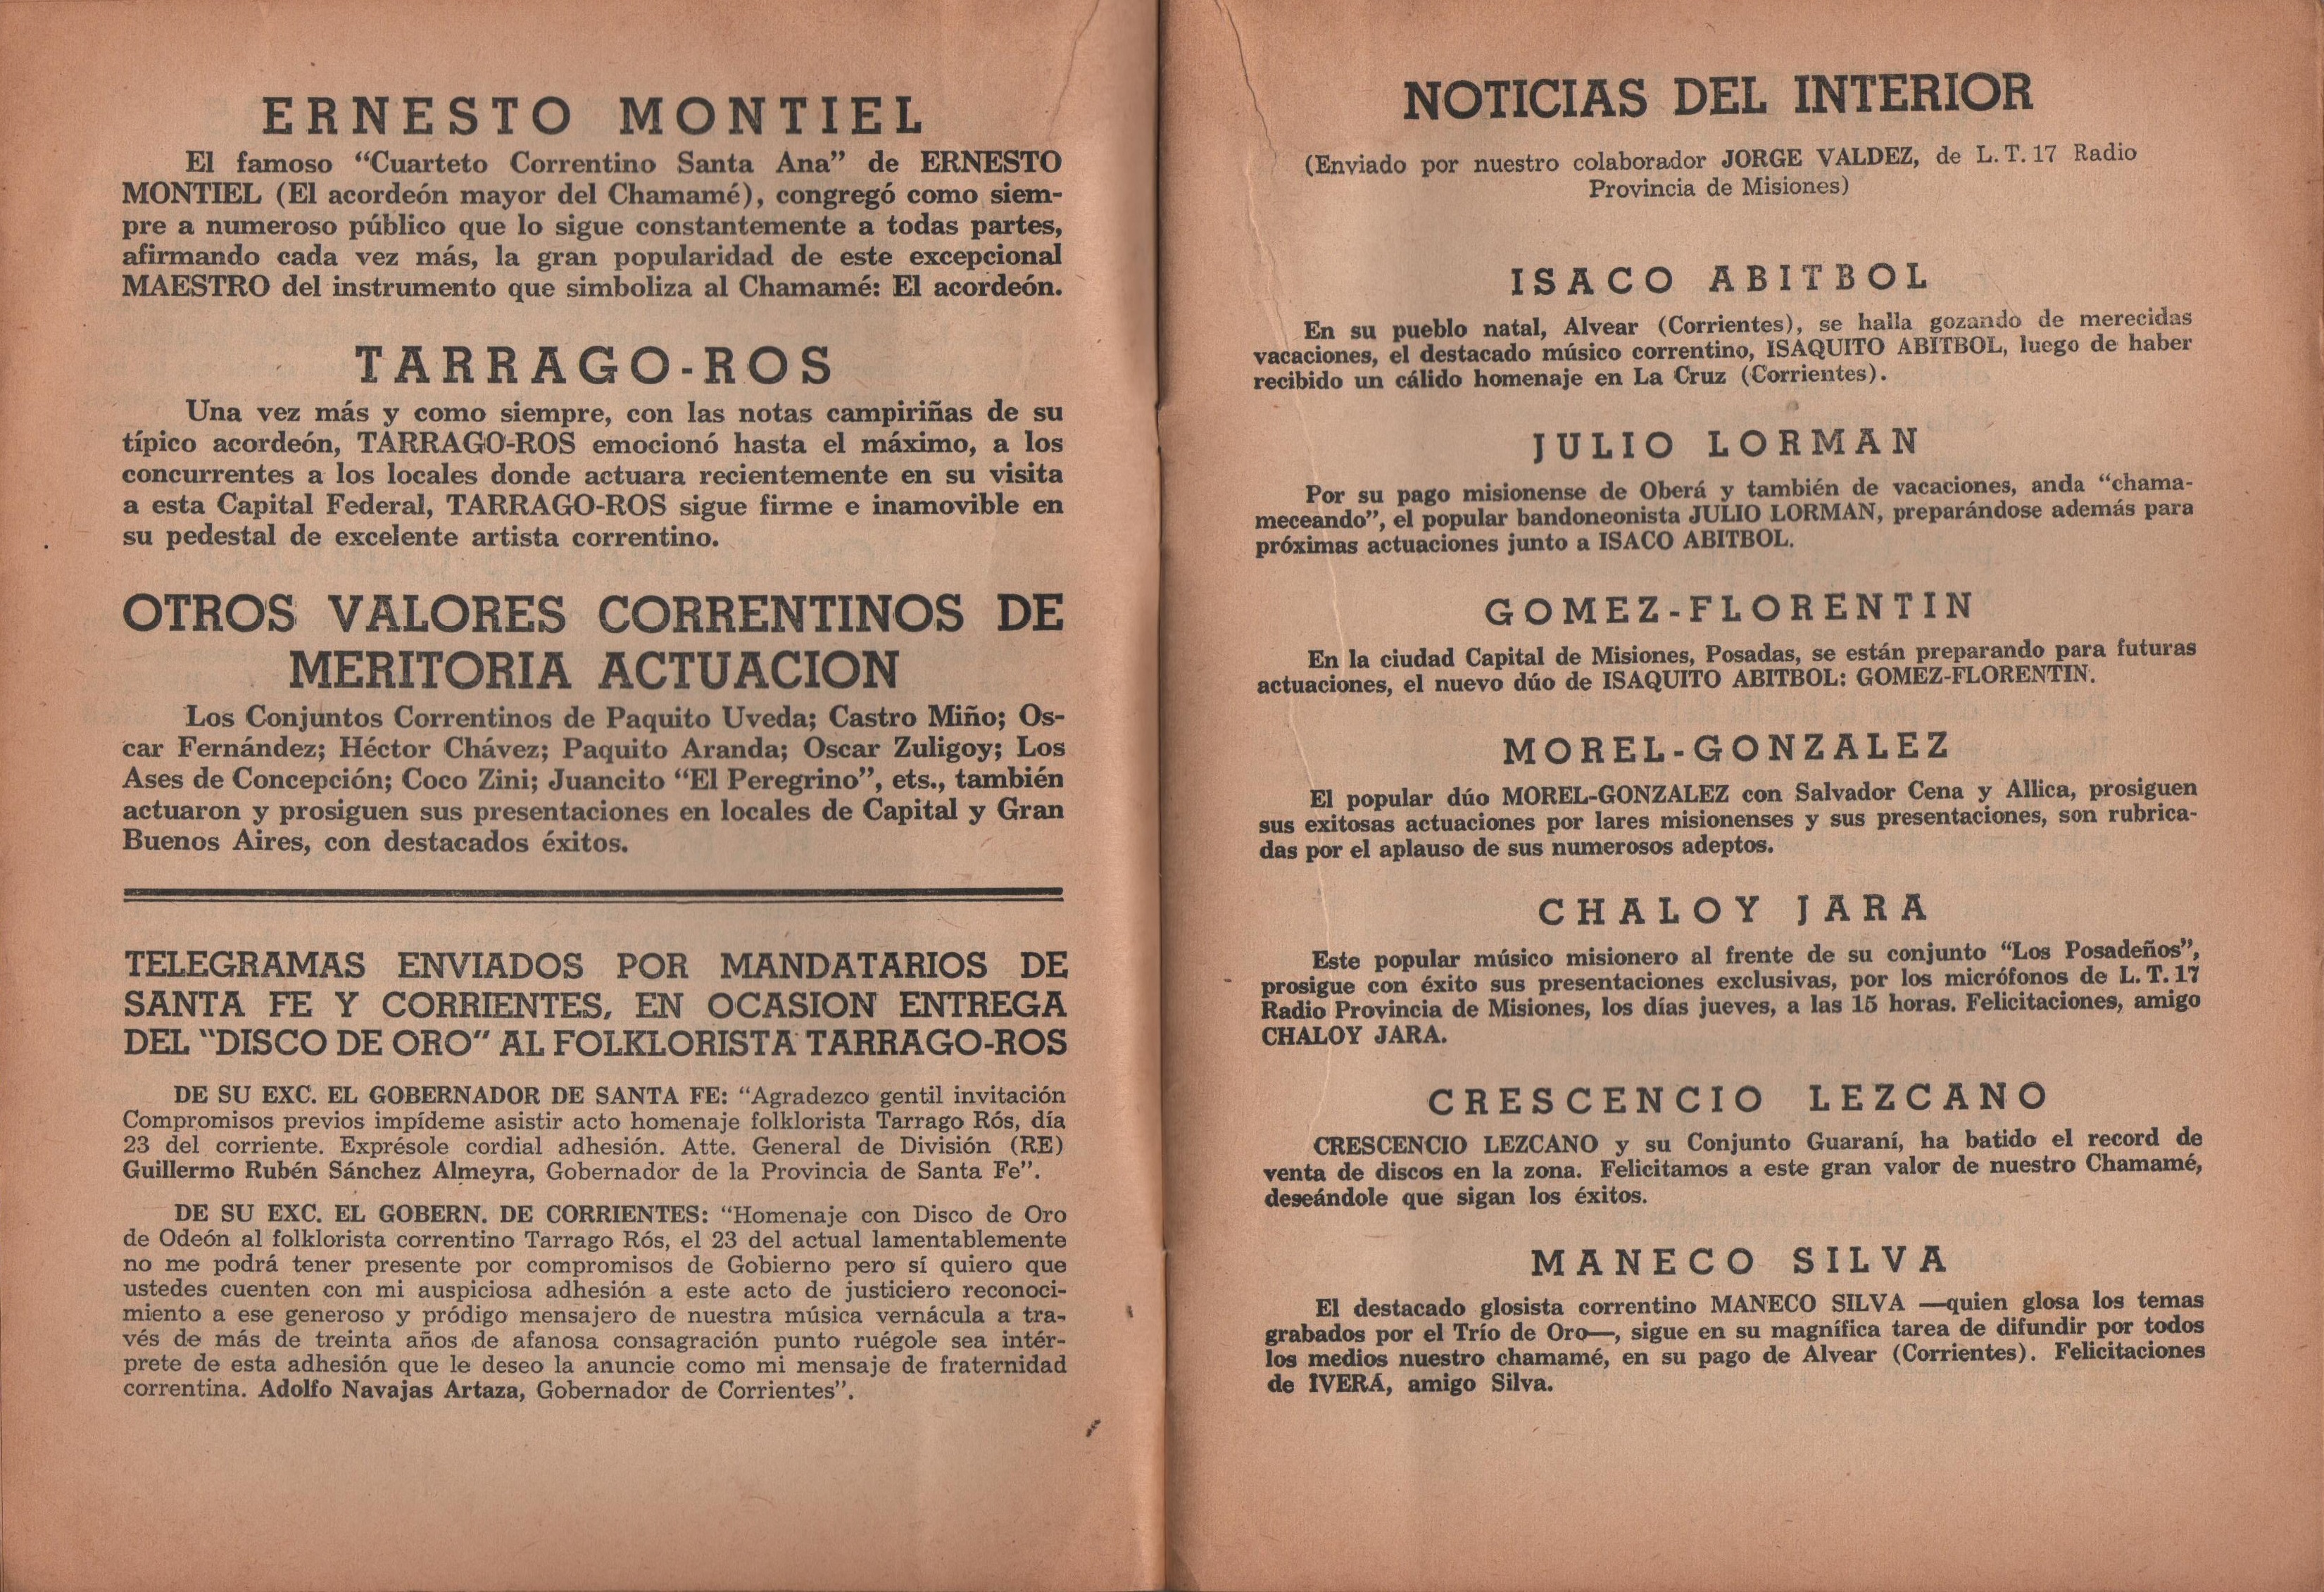 ERNESTO MONTIEL
El famoso “Cuarteto Correntino Santa Ana” de ERNESTO
MONTIEL (El acordeón mayor del Chamamé), congregó como siem-
pre a numeroso público que lo sigue constantemente a todas partes,
afirmando cada vez más, la gran popularidad de este excepcional
MAESTRO del instrumento que simboliza al Chamamé: El acordeón.
TARRAGO-ROS
Una vez más y como siempre, con las notas campiriñas de su
típico acordeón, TARRAGO-ROS emocionó hasta el máximo, a los
concurrentes a los locales donde actuara recientemente en su visita
a esta Capital Federal, TARRAGO-ROS sigue firme e inamovible en
su pedestal de excelente artista correntino.
OTROS VALORES CORRENTINOS DE
MERITORIA ACTUACION
Los Conjuntos Correntinos de Paquito Uveda; Castro Miño; Os-
car Fernández; Héctor Chávez; Paquito Aranda; Oscar Zuligoy; Los
Ases de Concepción; Coco Zini; Juancito “El Peregrino”, ets., también
actuaron y prosiguen sus presentaciones en locales de Capital y Gran
Buenos Aires, con destacados éxitos.
TELEGRAMAS ENVIADOS POR MANDATARIOS DE
SANTA FE Y CORRIENTES, EN OCASION ENTREGA
DEL “DISCO DE ORO” AL FOLKLORISTA TARRAGO-ROS
DE SU EXC. EL GOBERNADOR DE SANTA FE: “Agradezco gentil invitación
Compromisos previos impídeme asistir acto homenaje folklorista Tarrago Rós, día
23 del corriente. Exprésole cordial adhesión. Atte. General de División (RE)
Guillermo Rubén Sánchez Almeyra, Gobernador de la Provincia de Santa Fe”.
DE SU EXC. EL GOBERN. DE CORRIENTES: “Homenaje con Disco de Oro
de Odeón al folklorista correntino Tarrago Rós, el 23 del actual lamentablemente
no me podrá tener presente por compromisos de Gobierno pero sí quiero que
ustedes cuenten con mi auspiciosa adhesión a este acto de justiciero reconoci-
miento a ese generoso y pródigo mensajero de nuestra música vernácula a tra-
vés de más de treinta años de afanosa consagración punto ruégole sea intér-
prete de esta adhesión que le deseo la anuncie como mi mensaje de fraternidad
correntina. Adolfo Navajas Artaza, Gobernador de Corrientes”.
NOTICIAS DEL INTERIOR
(Enviado por nuestro colaborador JORGE VALDEZ, de L. T. 17 Radio
Provincia de Misiones)
ISACO ABITBOL
En su pueblo natal, Alvear (Corrientes), se halla gozando de merecidas
vacaciones, el destacado músico correntino, ISAQUITO ABITBOL, luego de haber
recibido un cálido homenaje en La Cruz (Corrientes).
JULIO LORMAN
Por su pago misionense de Oberá y también de vacaciones, anda “chama-
meceando”, el popular bandoneonista JULIO LORMAN, preparándose además para
próximas actuaciones junto a ISACO ABITBOL.
GOMEZ-FLORENTIN
En la ciudad Capital de Misiones, Posadas, se están preparando para futuras
actuaciones, el nuevo dúo de ISAQUITO ABITBOL: GOMEZ-FLORENTIN.
MOREL-GONZALEZ
El popular dúo MOREL-GONZALEZ con Salvador Cena y Allica, prosiguen
sus exitosas actuaciones por lares misionenses y sus presentaciones, son rubrica-
das por el aplauso de sus numerosos adeptos.
CHALOY JARA
Este popular músico misionero al frente de su conjunto “Los Posadeños”,
prosigue con éxito sus presentaciones exclusivas, por los micrófonos de L. T. 17
Radio Provincia de Misiones, los días jueves, a las 15 horas. Felicitaciones, amigo
CHALOY JARA.
CRESCENCIO LEZCANO
CRESCENCIO LEZCANO y su Conjunto Guaraní, ha batido el record de
venta de discos en la zona. Felicitamos a este gran valor de nuestro Chamamé,
deseándole que sigan los éxitos.
MANECO SILVA
El destacado glosista correntino MANECO SILVA —quien glosa los temas
grabados por el Trío de Oro—, sigue en su magnífica tarea de difundir por todos
los medios nuestro chamamé, en su pago de Alvear (Corrientes). Felicitaciones
de IVERÁ, amigo Silva.